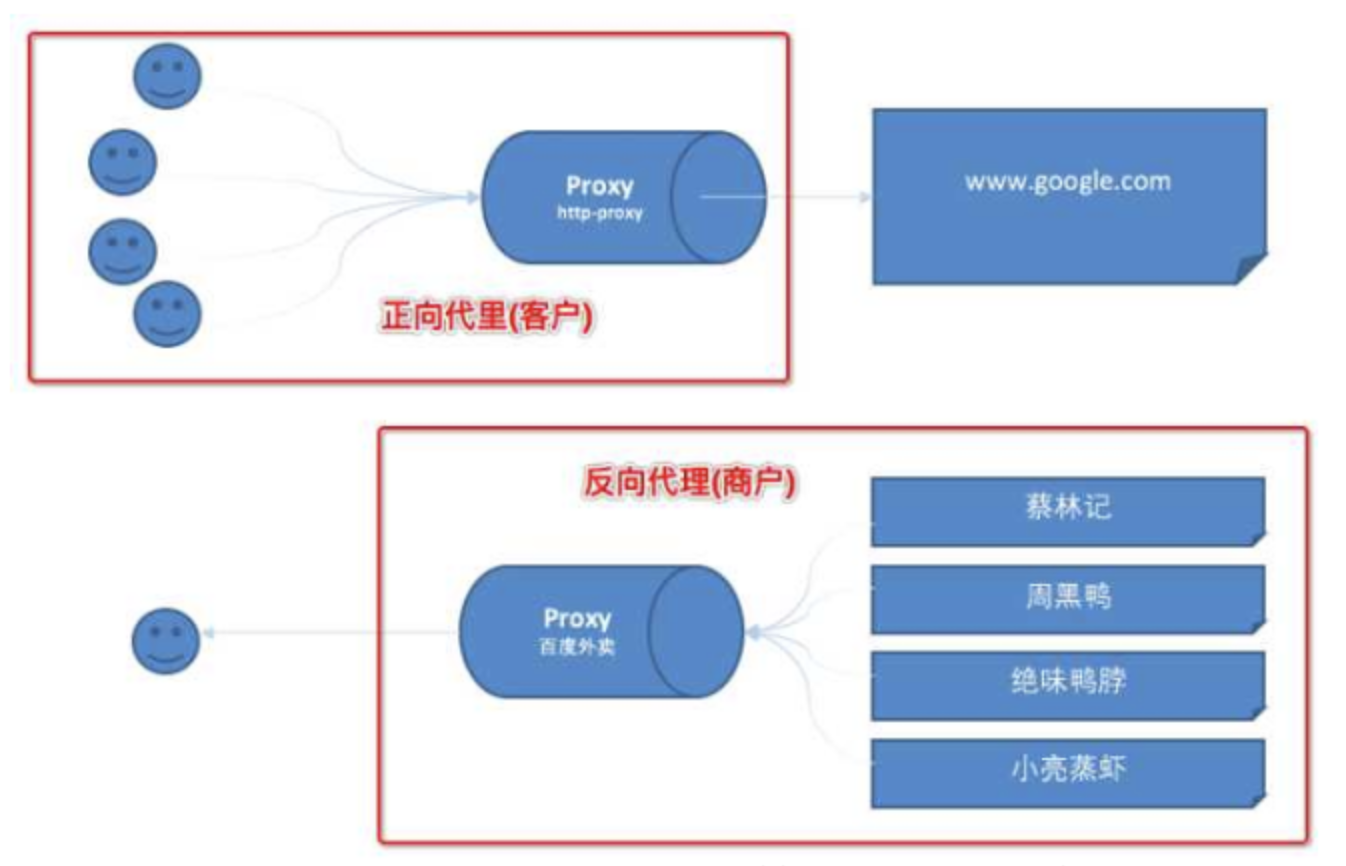 Proxy
http-proxy
www.google.com
正向代里(客户)
反向代理(商户)
蔡林记
周黑鸭
Proxy
百度外卖
绝味鸭脖
小亮蒸虾